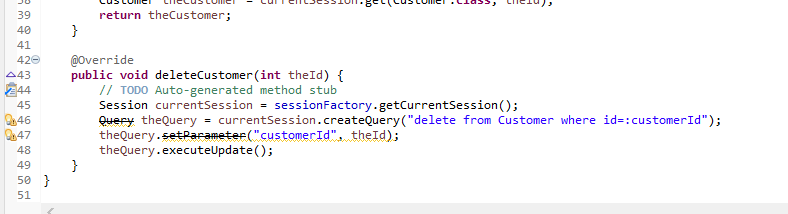 38 Customer theCustomer = currentSession.get(Customer.class, theId);
39 return theCustomer;
40 }
41
42 @Override
43 public void deleteCustomer(int theId) {
44 // TODO Auto-generated method stub
45 Session currentSession = sessionFactory.getCurrentSession();
46 Query theQuery = currentSession.createQuery("delete from Customer where id=:customerId");
47 theQuery.setParameter("customerId", theId);
48 theQuery.executeUpdate();
49 }
50 }
51